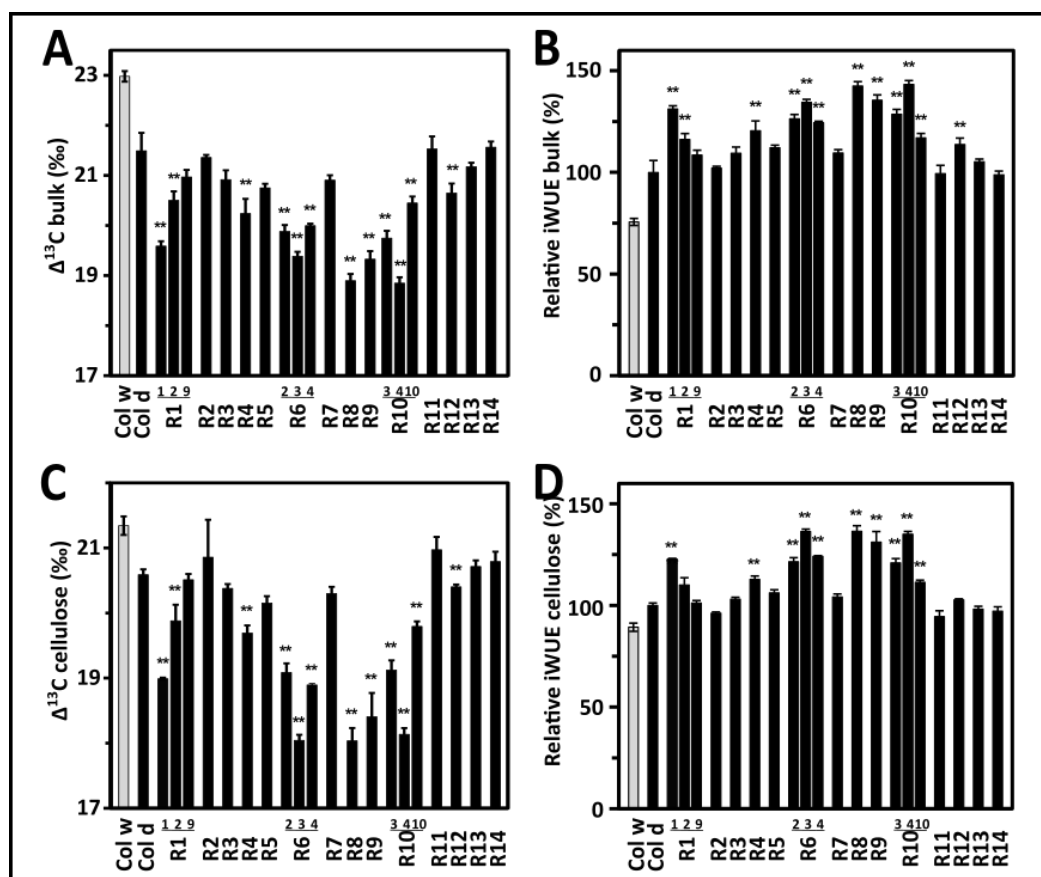 A
Δ¹³C bulk (‰)
23
21
19
17
** ** ** ** ** ** ** ** ** ** ** **
1 2 9 2 3 4 3 4 10
Col w Col d R1 R2 R3 R4 R5 R6 R7 R8 R9 R10 R11 R12 R13 R14
B
Relative iWUE bulk (%)
150
100
50
0
** ** ** ** ** ** ** ** ** ** ** **
1 2 9 2 3 4 3 4 10
Col w Col d R1 R2 R3 R4 R5 R6 R7 R8 R9 R10 R11 R12 R13 R14
C
Δ¹³C cellulose (‰)
21
19
17
** ** ** ** ** ** ** ** ** ** ** **
1 2 9 2 3 4 3 4 10
Col w Col d R1 R2 R3 R4 R5 R6 R7 R8 R9 R10 R11 R12 R13 R14
D
Relative iWUE cellulose (%)
150
100
50
0
** ** ** ** ** ** ** ** ** **
1 2 9 2 3 4 3 4 10
Col w Col d R1 R2 R3 R4 R5 R6 R7 R8 R9 R10 R11 R12 R13 R14